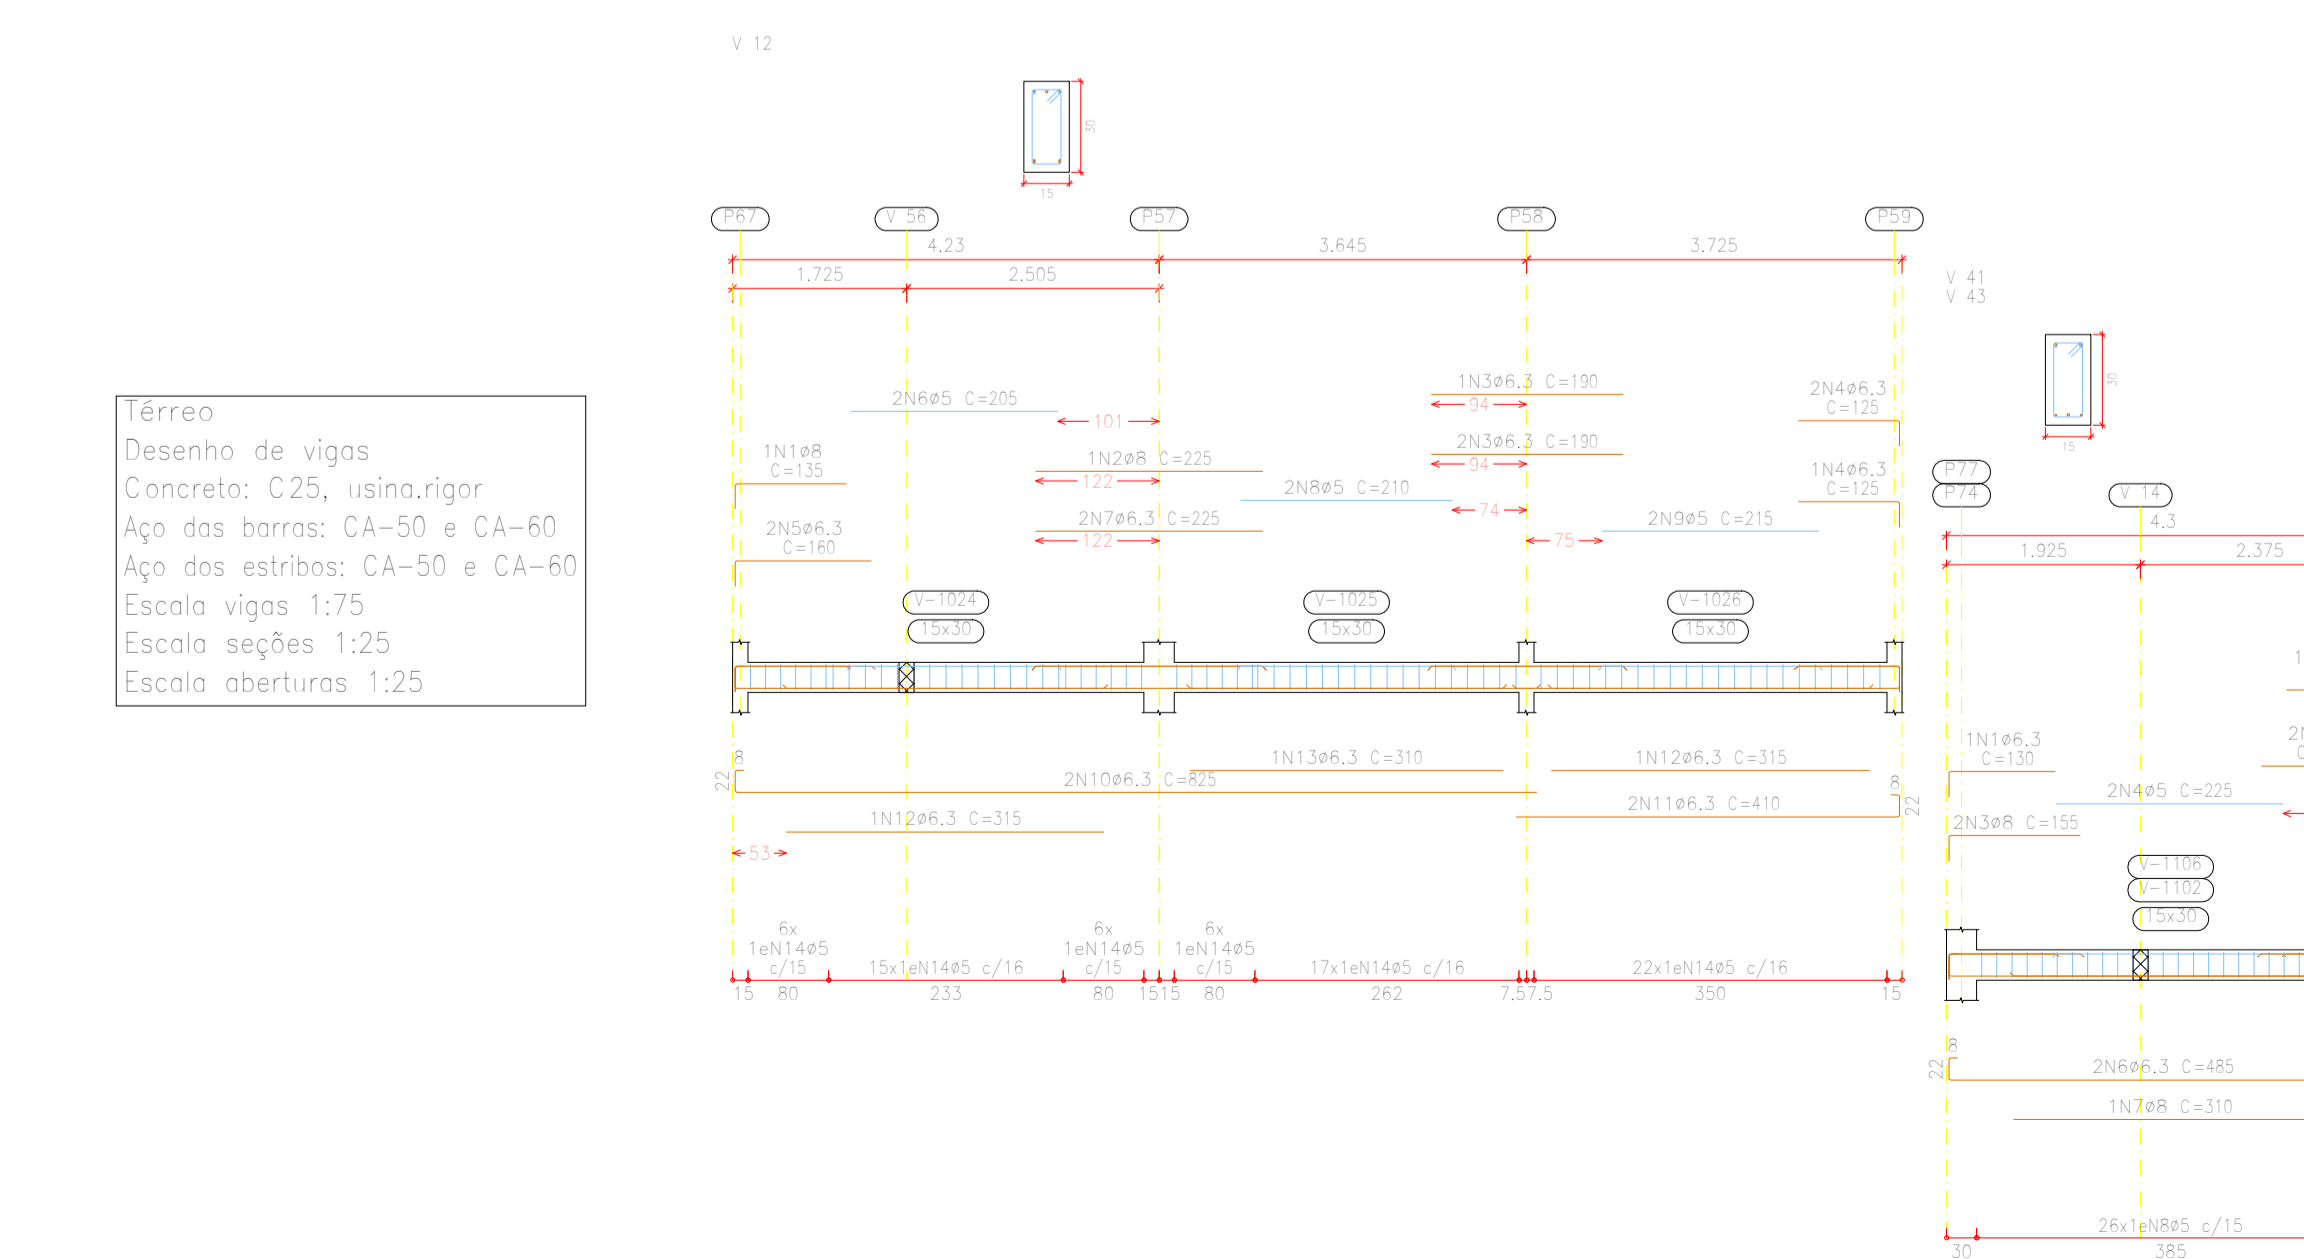 Térreo
Desenho de vigas
Concreto: C25, usina.rigor
Aço das barras: CA-50 e CA-60
Aço dos estribos: CA-50 e CA-60
Escala vigas 1:75
Escala seções 1:25
Escala aberturas 1:25
V 12
30
15
P67
V 56
P57
P58
P59
4.23
3.645
3.725
1.725
2.505
1N3ø6.3 C=190
94
2N4ø6.3
C=125
2N6ø5 C=205
101
2N3ø6.3 C=190
94
1N1ø8
C=135
1N2ø8 C=225
122
1N4ø6.3
C=125
2N8ø5 C=210
74
2N5ø6.3
C=160
2N7ø6.3 C=225
122
2N9ø5 C=215
75
V-1024
15x30
V-1025
15x30
V-1026
15x30
8
22
1N13ø6.3 C=310
1N12ø6.3 C=315
2N10ø6.3 C=825
8
22
2N11ø6.3 C=410
1N12ø6.3 C=315
53
6x
1eN14ø5
c/15
15x1eN14ø5 c/16
6x
1eN14ø5
c/15
6x
1eN14ø5
c/15
17x1eN14ø5 c/16
22x1eN14ø5 c/16
15
80
233
80
15
15
80
262
7.5
7.5
350
15
V 41
V 43
30
15
P77
P74
V 14
4.3
1.925
2.375
1
1N1ø6.3
C=130
2N
C
2N4ø5 C=225
2N3ø8 C=155
V-1106
V-1102
15x30
8
22
2N6ø6.3 C=485
1N7ø8 C=310
26x1eN8ø5 c/15
30
385